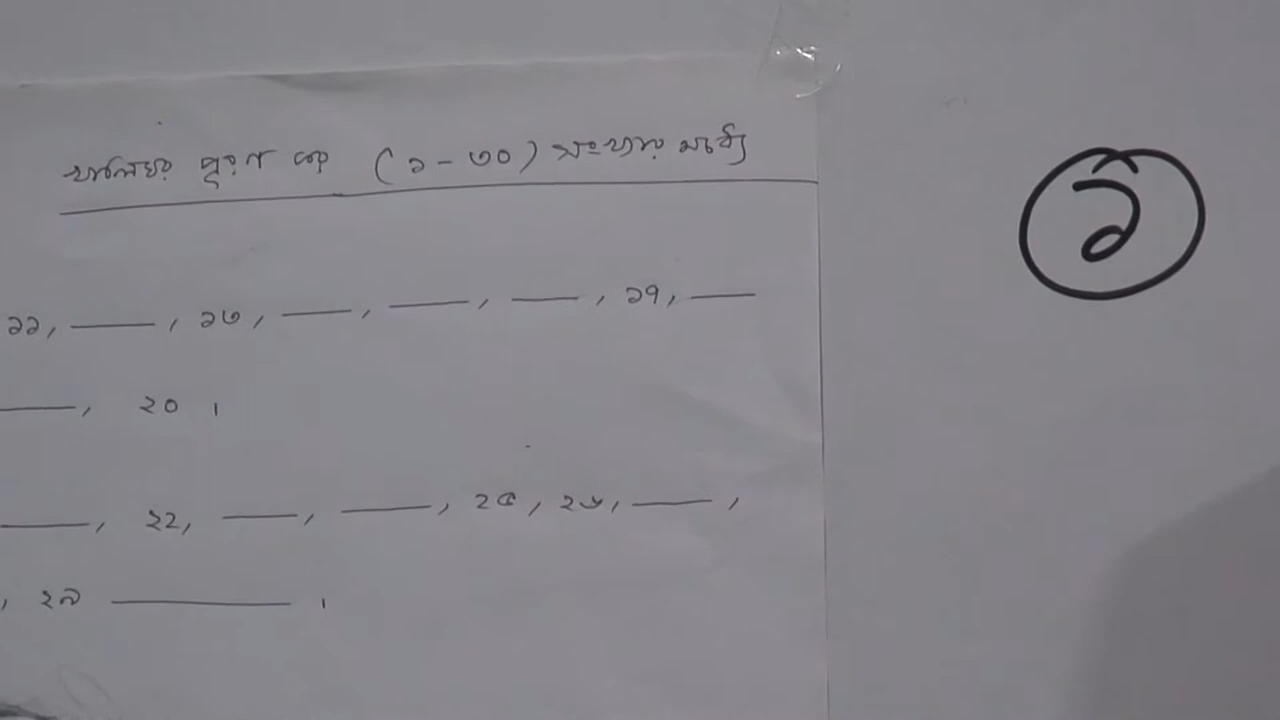 খালিঘর পূরণ কর (১-৩০) সংখ্যার মধ্যে
১১, ____, ১৩, ____, ____, ____, ১৭, ____
____, ২০।
____, ২২, ____, ____, ২৫, ২৬, ____,
, ২৯ ____।
ঐ